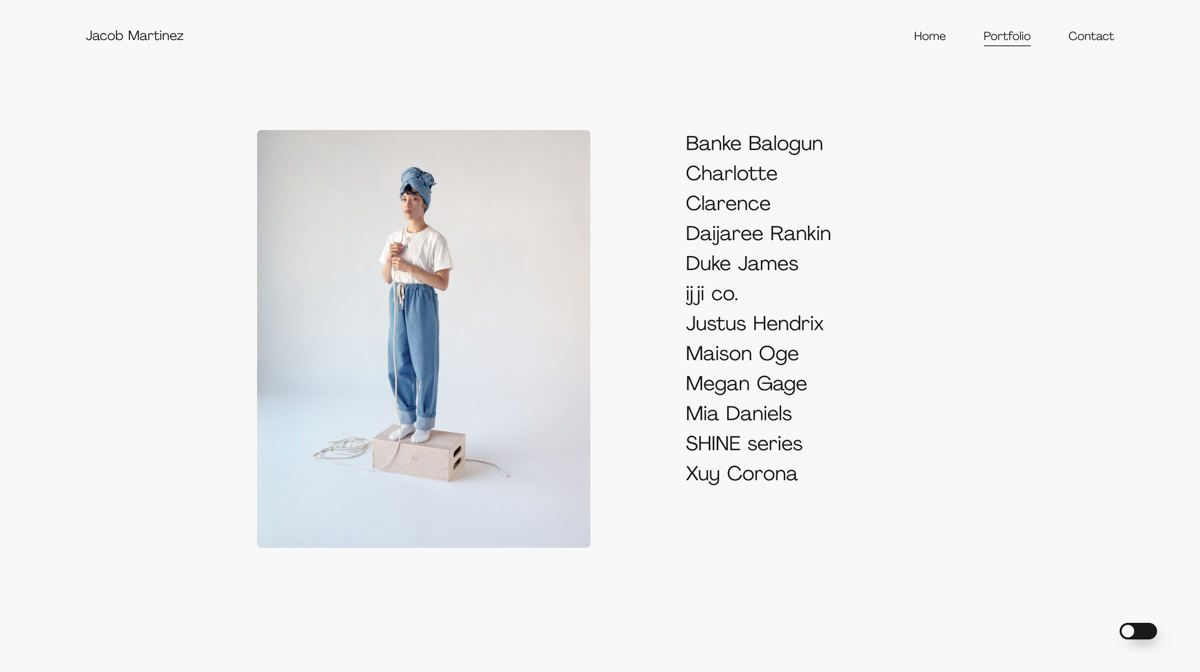 Jacob Martinez
Home
Portfolio
Contact
Banke Balogun
Charlotte
Clarence
Daijaree Rankin
Duke James
ijji co.
Justus Hendrix
Maison Oge
Megan Gage
Mia Daniels
SHINE series
Xuy Corona